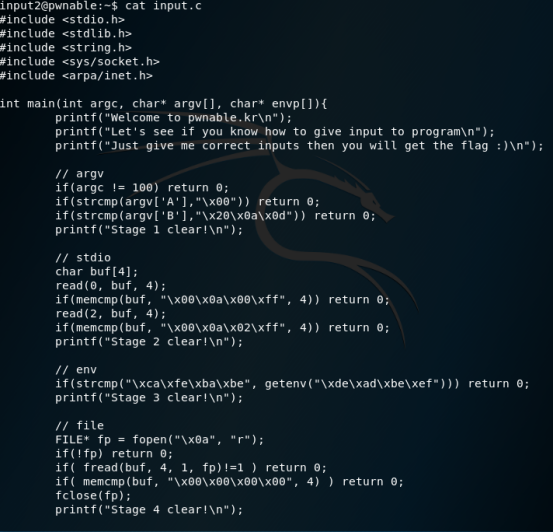 input2@pwnable:~$ cat input.c
#include <stdio.h>
#include <stdlib.h>
#include <string.h>
#include <sys/socket.h>
#include <arpa/inet.h>

int main(int argc, char* argv[], char* envp[]){
        printf("Welcome to pwnable.kr\n");
        printf("Let's see if you know how to give input to program\n");
        printf("Just give me correct inputs then you will get the flag :)\n");

        // argv
        if(argc != 100) return 0;
        if(strcmp(argv['A'],"\x00")) return 0;
        if(strcmp(argv['B'],"\x20\x0a\x0d")) return 0;
        printf("Stage 1 clear!\n");

        // stdio
        char buf[4];
        read(0, buf, 4);
        if(memcmp(buf, "\x00\x0a\x00\xff", 4)) return 0;
        read(2, buf, 4);
        if(memcmp(buf, "\x00\x0a\x02\xff", 4)) return 0;
        printf("Stage 2 clear!\n");

        // env
        if(strcmp("\xca\xfe\xba\xbe", getenv("\xde\xad\xbe\xef"))) return 0;
        printf("Stage 3 clear!\n");

        // file
        FILE* fp = fopen("\x0a", "r");
        if(!fp) return 0;
        if( fread(buf, 4, 1, fp)!=1 ) return 0;
        if( memcmp(buf, "\x00\x00\x00\x00", 4) ) return 0;
        fclose(fp);
        printf("Stage 4 clear!\n");